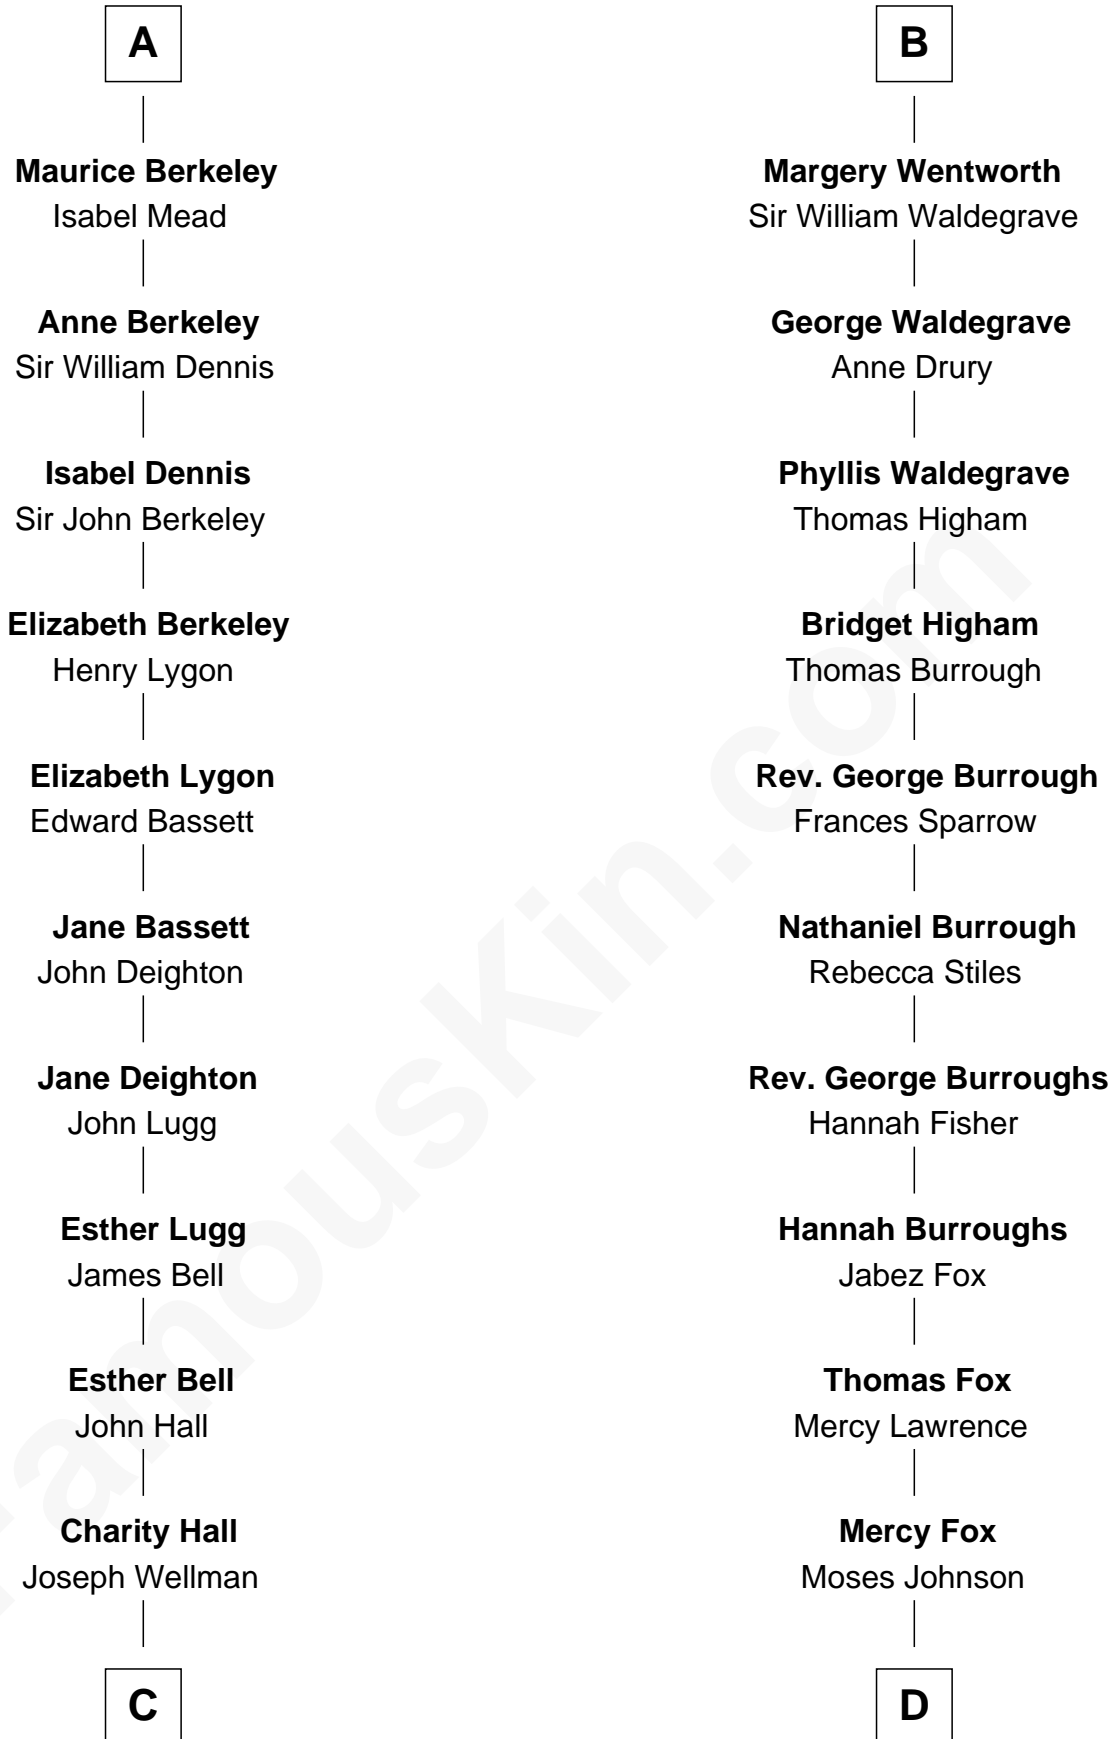 A
Maurice Berkeley
Isabel Mead
Anne Berkeley
Sir William Dennis
Isabel Dennis
Sir John Berkeley
Elizabeth Berkeley
Henry Lygon
Elizabeth Lygon
Edward Bassett
Jane Bassett
John Deighton
Jane Deighton
John Lugg
Esther Lugg
James Bell
Esther Bell
John Hall
Charity Hall
Joseph Wellman
C
B
Margery Wentworth
Sir William Waldegrave
George Waldegrave
Anne Drury
Phyllis Waldegrave
Thomas Higham
Bridget Higham
Thomas Burrough
Rev. George Burrough
Frances Sparrow
Nathaniel Burrough
Rebecca Stiles
Rev. George Burroughs
Hannah Fisher
Hannah Burroughs
Jabez Fox
Thomas Fox
Mercy Lawrence
Mercy Fox
Moses Johnson
D
FamousKin.com